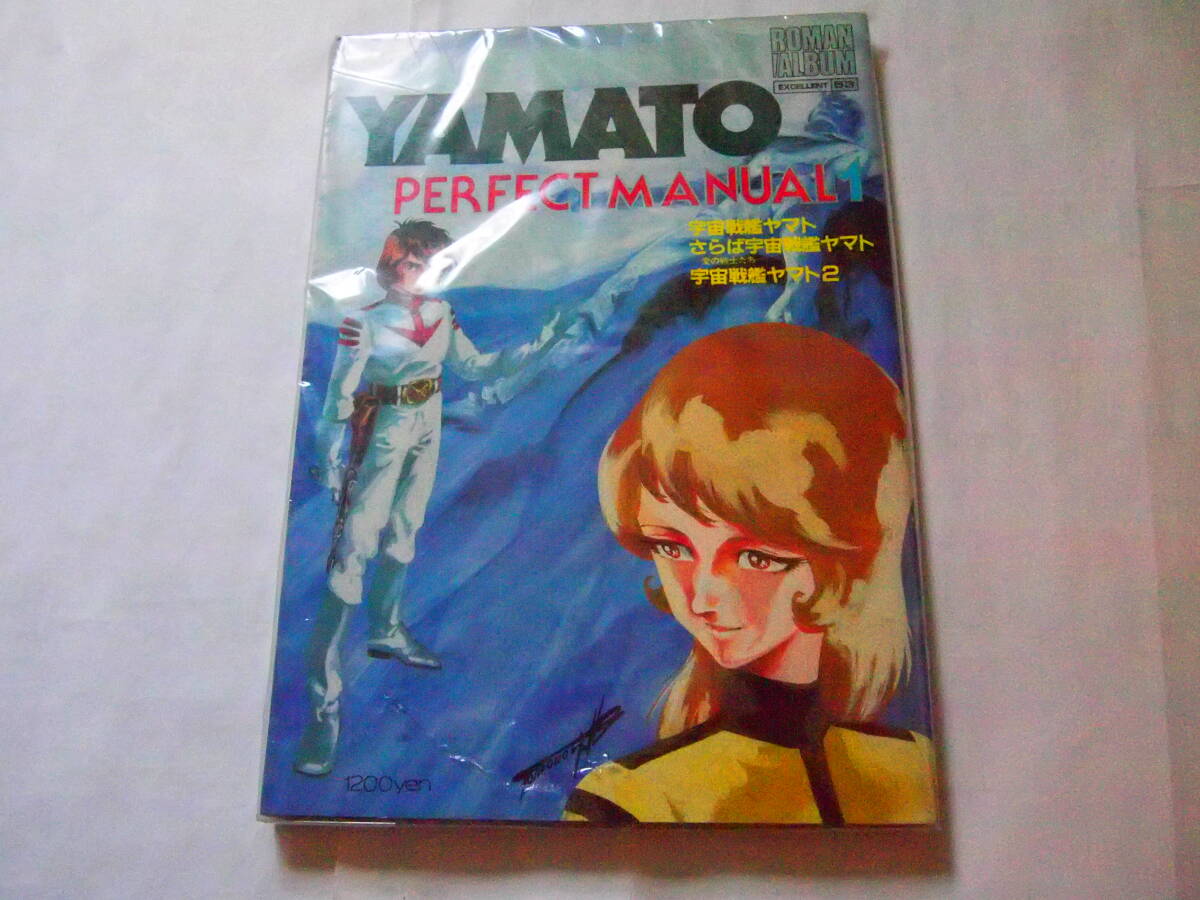 ROMAN
ALBUM
EXCELLENT 53
YAMATO
PERFECT MANUAL 1
宇宙戦艦ヤマト
さらば宇宙戦艦ヤマト
愛の戦士たち
宇宙戦艦ヤマト2
1200yen